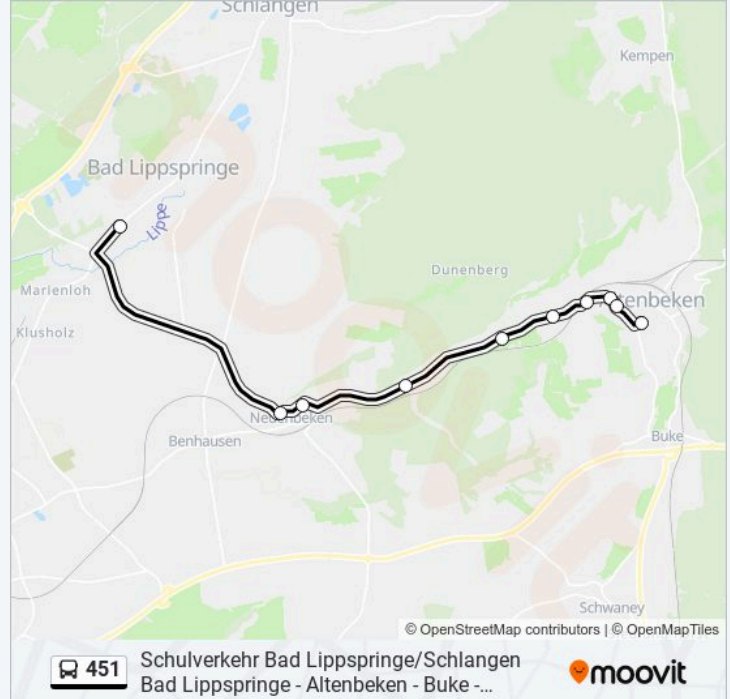 Schlangen
Kempen
Bad Lippspringe
Lippe
Dunenberg
Marienloh
Altenbeken
Klusholz
Neuenbeken
Benhausen
Buke
Schwaney
© OpenStreetMap contributors | © OpenMapTiles
451
Schulverkehr Bad Lippspringe/Schlangen
Bad Lippspringe - Altenbeken - Buke -...
moovit